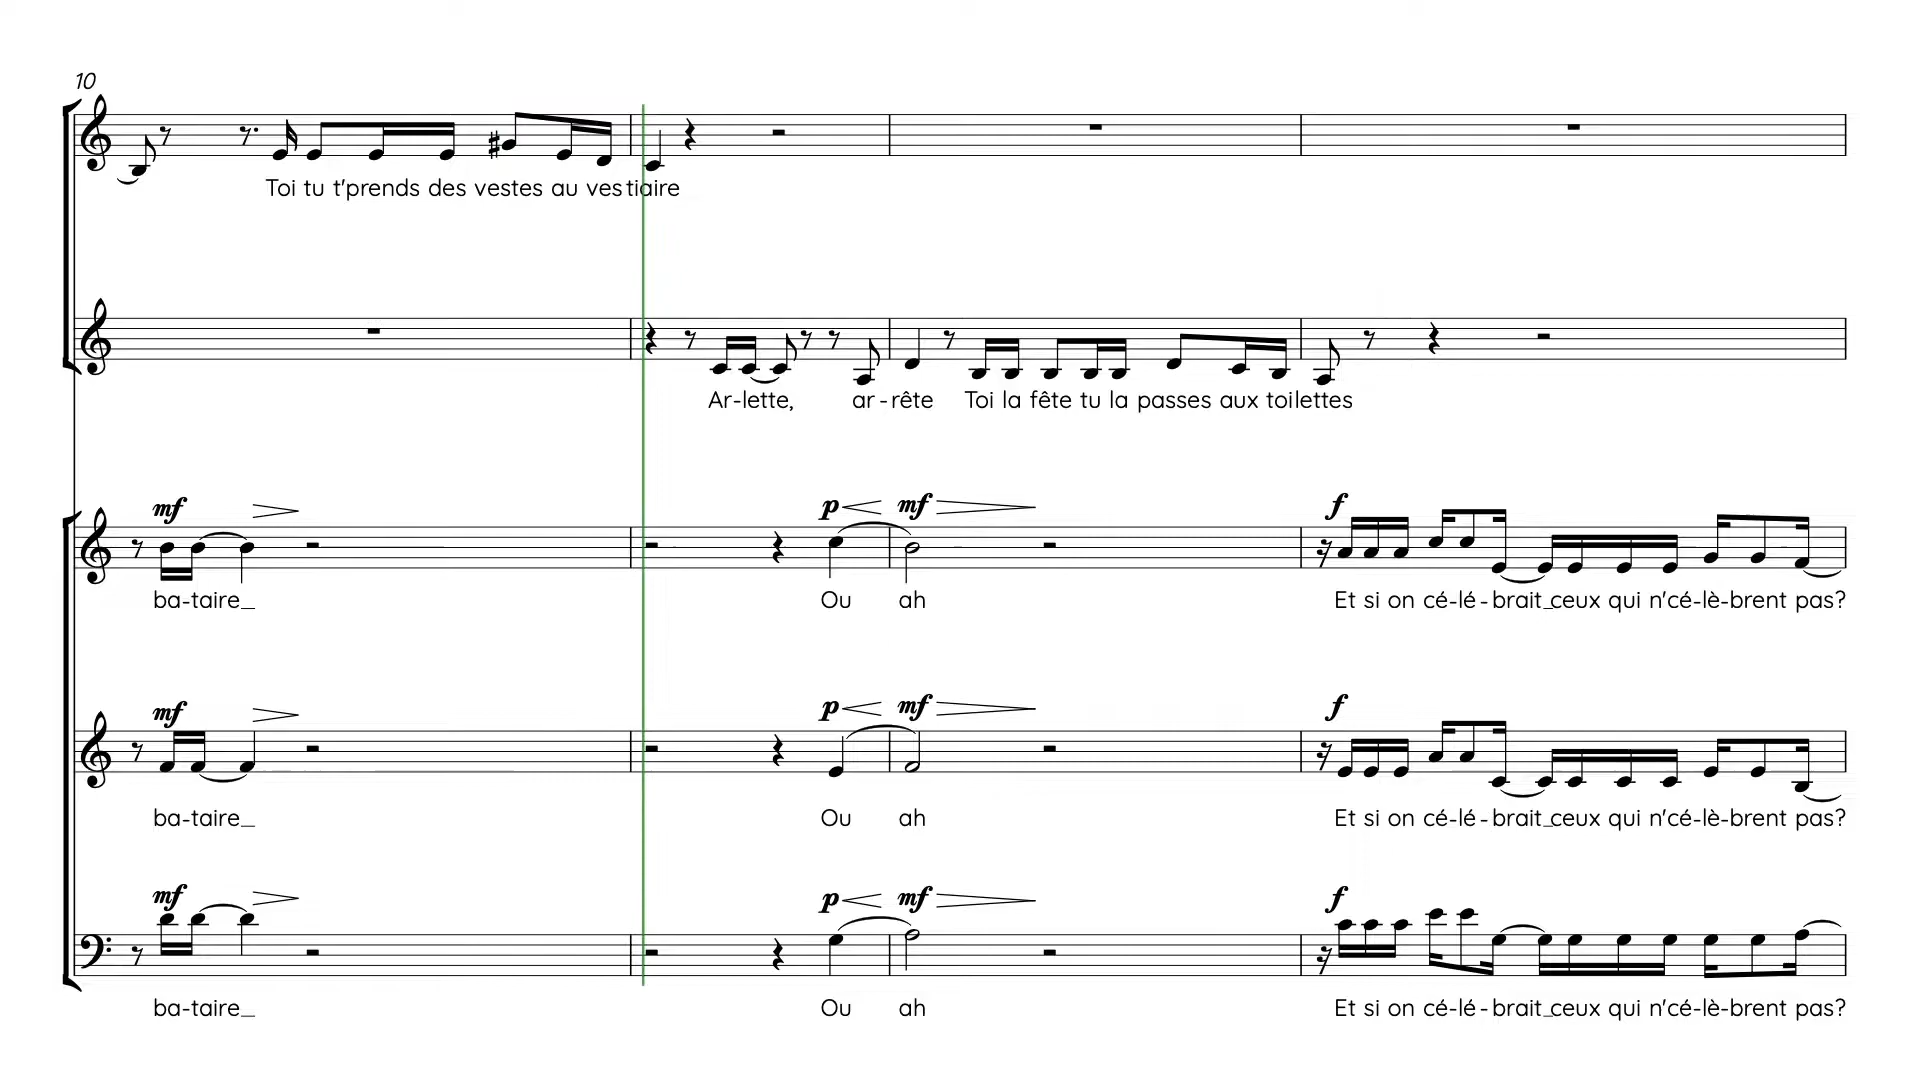 10
Toi tu t'prends des vestes au vestiaire
Ar-lette, ar-rête Toi la fête tu la passes aux toilettes
mf p mf f
ba-taire_ Ou ah Et si on cé-lé-brait_ceux qui n'cé-lè-brent pas?
mf p mf f
ba-taire_ Ou ah Et si on cé-lé-brait_ceux qui n'cé-lè-brent pas?
mf p mf f
ba-taire_ Ou ah Et si on cé-lé-brait_ceux qui n'cé-lè-brent pas?